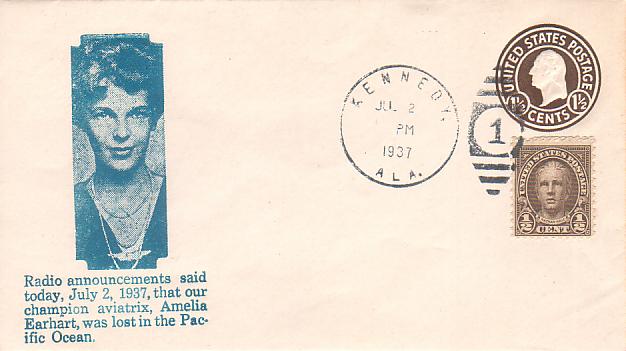 UNITED STATES POSTAGE
1½ 1½
CENTS
KENNEDY,
JUL 2
PM
1937
ALA.
1
UNITED STATES POSTAGE
½ CENT ½
Radio announcements said
today, July 2, 1937, that our
champion aviatrix, Amelia
Earhart, was lost in the Pac-
ific Ocean.